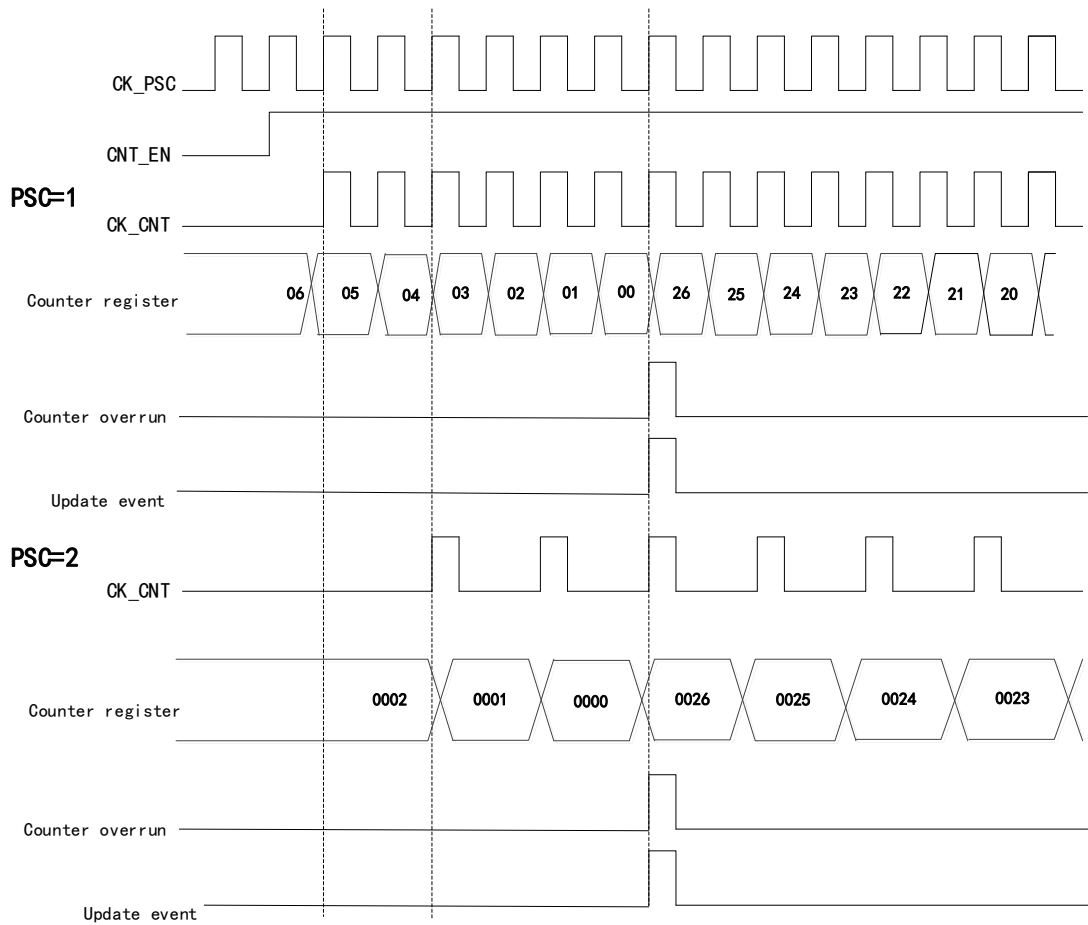 CK_PSC
CNT_EN
PSC=1
CK_CNT
Counter register 06 05 04 03 02 01 00 26 25 24 23 22 21 20
Counter overrun
Update event
PSC=2
CK_CNT
Counter register 0002 0001 0000 0026 0025 0024 0023
Counter overrun
Update event